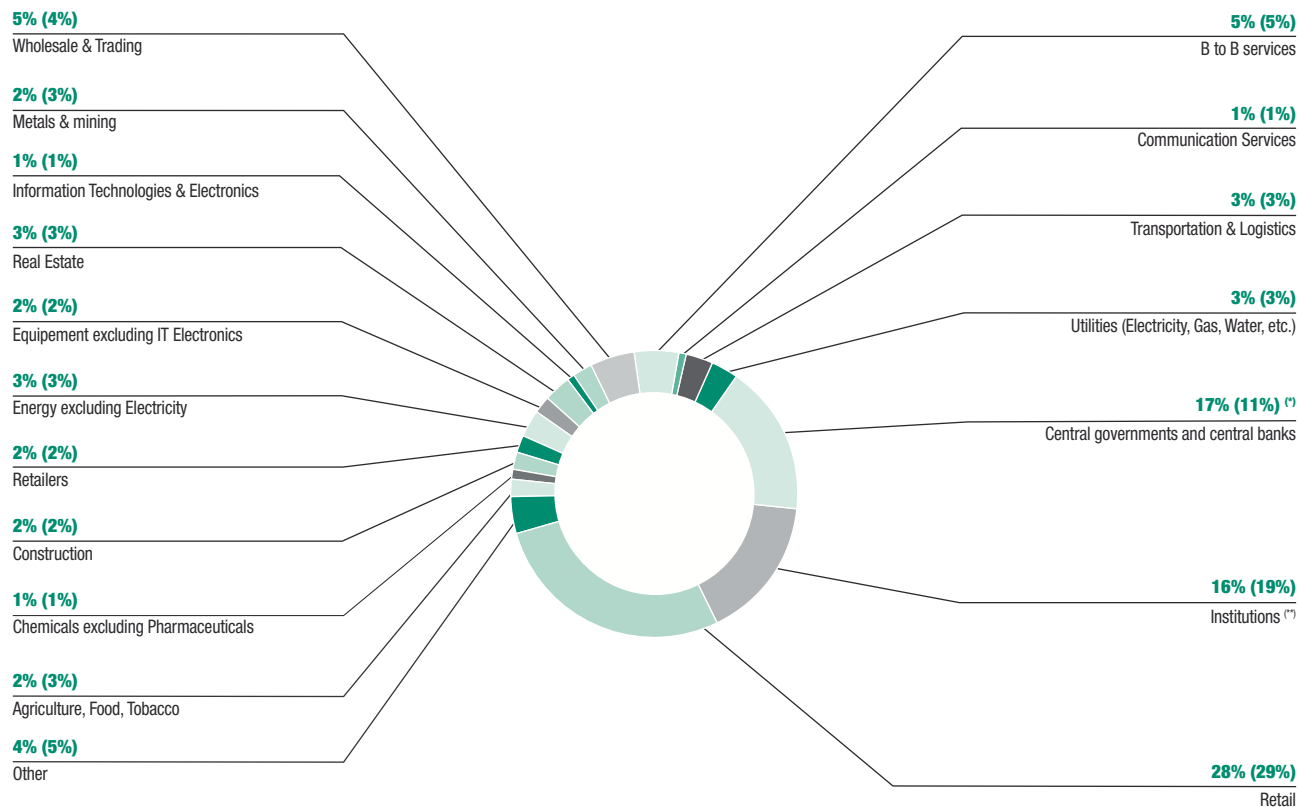 5% (4%)
Wholesale & Trading
2% (3%)
Metals & mining
1% (1%)
Information Technologies & Electronics
3% (3%)
Real Estate
2% (2%)
Equipement excluding IT Electronics
3% (3%)
Energy excluding Electricity
2% (2%)
Retailers
2% (2%)
Construction
1% (1%)
Chemicals excluding Pharmaceuticals
2% (3%)
Agriculture, Food, Tobacco
4% (5%)
Other
5% (5%)
B to B services
1% (1%)
Communication Services
3% (3%)
Transportation & Logistics
3% (3%)
Utilities (Electricity, Gas, Water, etc.)
17% (11%) (*)
Central governments and central banks
16% (19%)
Institutions (**)
28% (29%)
Retail